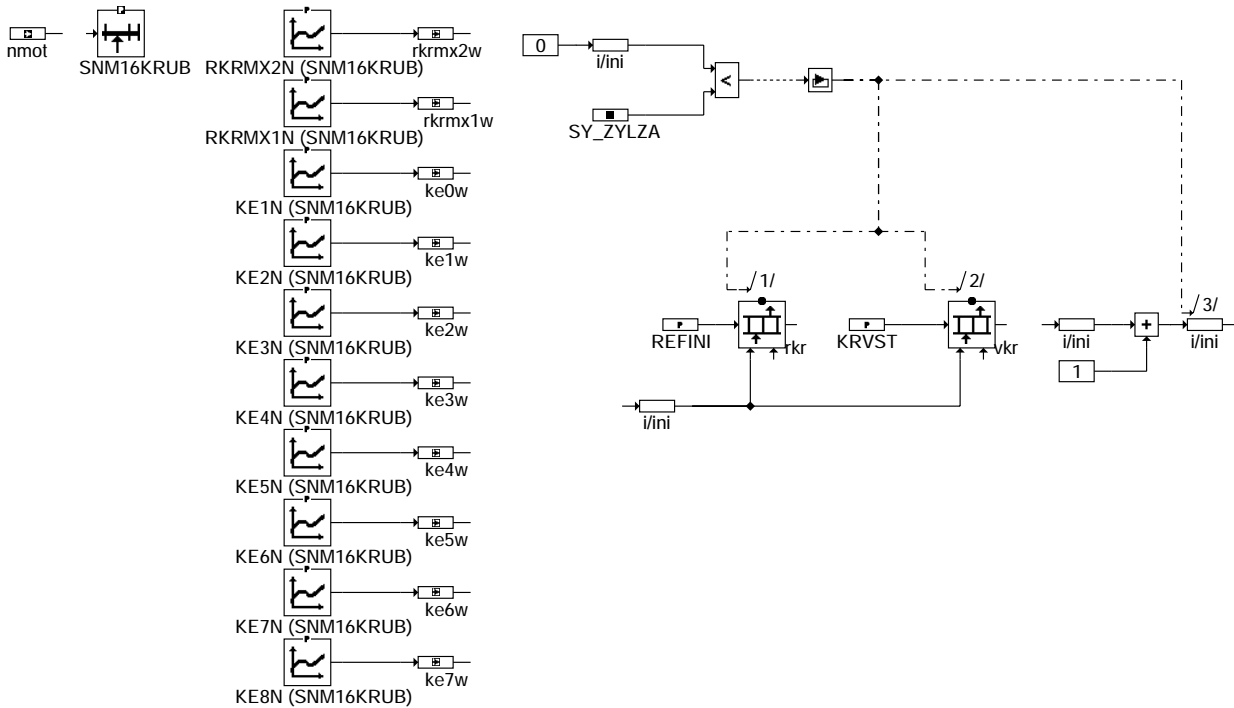 nmot
SNM16KRUB
RKRMX2N (SNM16KRUB)
rkrmx2w
RKRMX1N (SNM16KRUB)
rkrmx1w
KE1N (SNM16KRUB)
ke0w
KE2N (SNM16KRUB)
ke1w
KE3N (SNM16KRUB)
ke2w
KE4N (SNM16KRUB)
ke3w
KE5N (SNM16KRUB)
ke4w
KE6N (SNM16KRUB)
ke5w
KE7N (SNM16KRUB)
ke6w
KE8N (SNM16KRUB)
ke7w
0
i/ini
<
SY_ZYLZA
/1/
REFINI
rkr
/2/
KRVST
vkr
i/ini
i/ini
+
1
/3/
i/ini